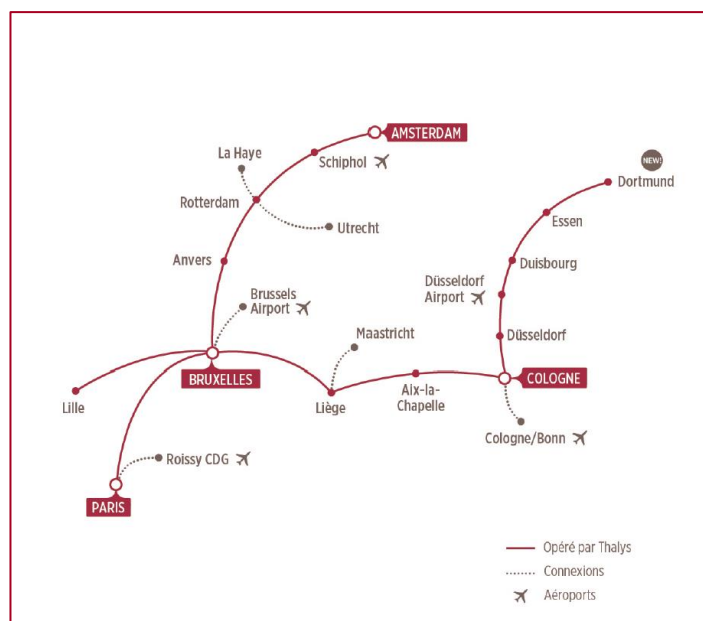 AMSTERDAM
La Haye
Schiphol
NEW!
Dortmund
Rotterdam
Utrecht
Essen
Anvers
Duisbourg
Düsseldorf
Airport
Brussels
Airport
Maastricht
Düsseldorf
BRUXELLES
COLOGNE
Lille
Liège
Aix-la-
Chapelle
Cologne/Bonn
Roissy CDG
PARIS
Opéré par Thalys
Connexions
Aéroports